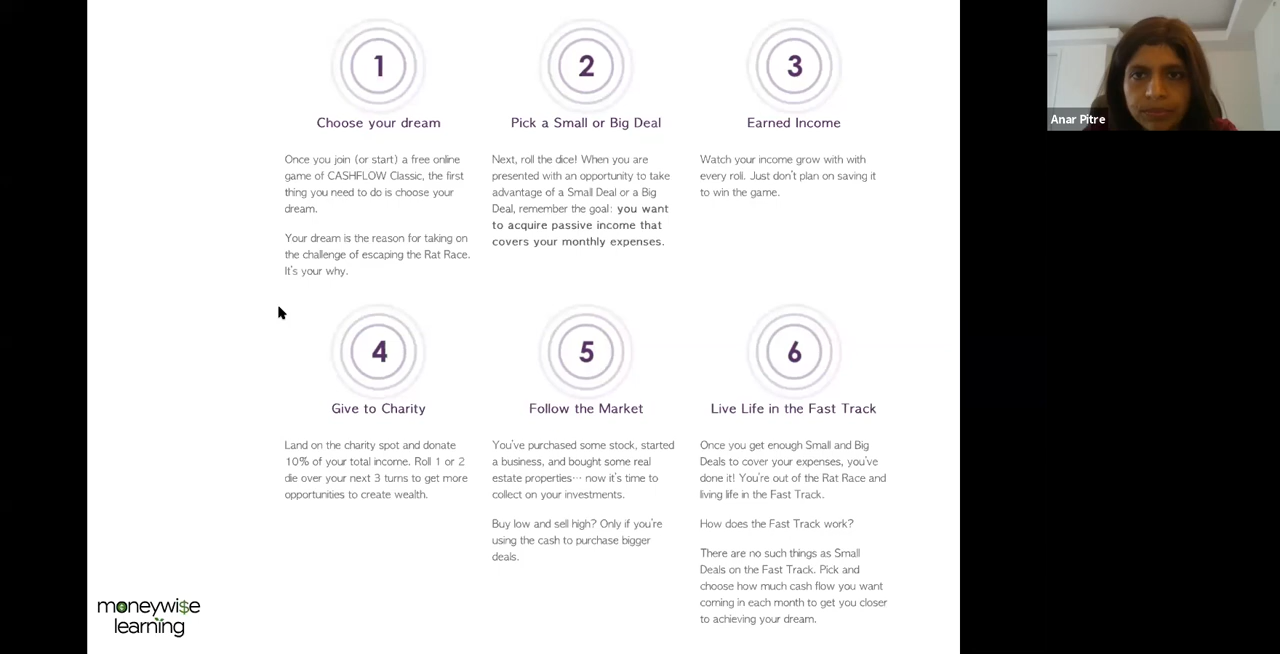 1
Choose your dream
Once you join (or start) a free online
game of CASHFLOW Classic, the first
thing you need to do is choose your
dream.
Your dream is the reason for taking on
the challenge of escaping the Rat Race.
It's your why.
2
Pick a Small or Big Deal
Next, roll the dice! When you are
presented with an opportunity to take
advantage of a Small Deal or a Big
Deal, remember the goal: you want
to acquire passive income that
covers your monthly expenses.
3
Earned Income
Watch your income grow with with
every roll. Just don't plan on saving it
to win the game.
4
Give to Charity
Land on the charity spot and donate
10% of your total income. Roll 1 or 2
die over your next 3 turns to get more
opportunities to create wealth.
5
Follow the Market
You've purchased some stock, started
a business, and bought some real
estate properties… now it's time to
collect on your investments.
Buy low and sell high? Only if you're
using the cash to purchase bigger
deals.
6
Live Life in the Fast Track
Once you get enough Small and Big
Deals to cover your expenses, you've
done it! You're out of the Rat Race and
living life in the Fast Track.
How does the Fast Track work?
There are no such things as Small
Deals on the Fast Track. Pick and
choose how much cash flow you want
coming in each month to get you closer
to achieving your dream.
moneywi$e
learning
Anar Pitre